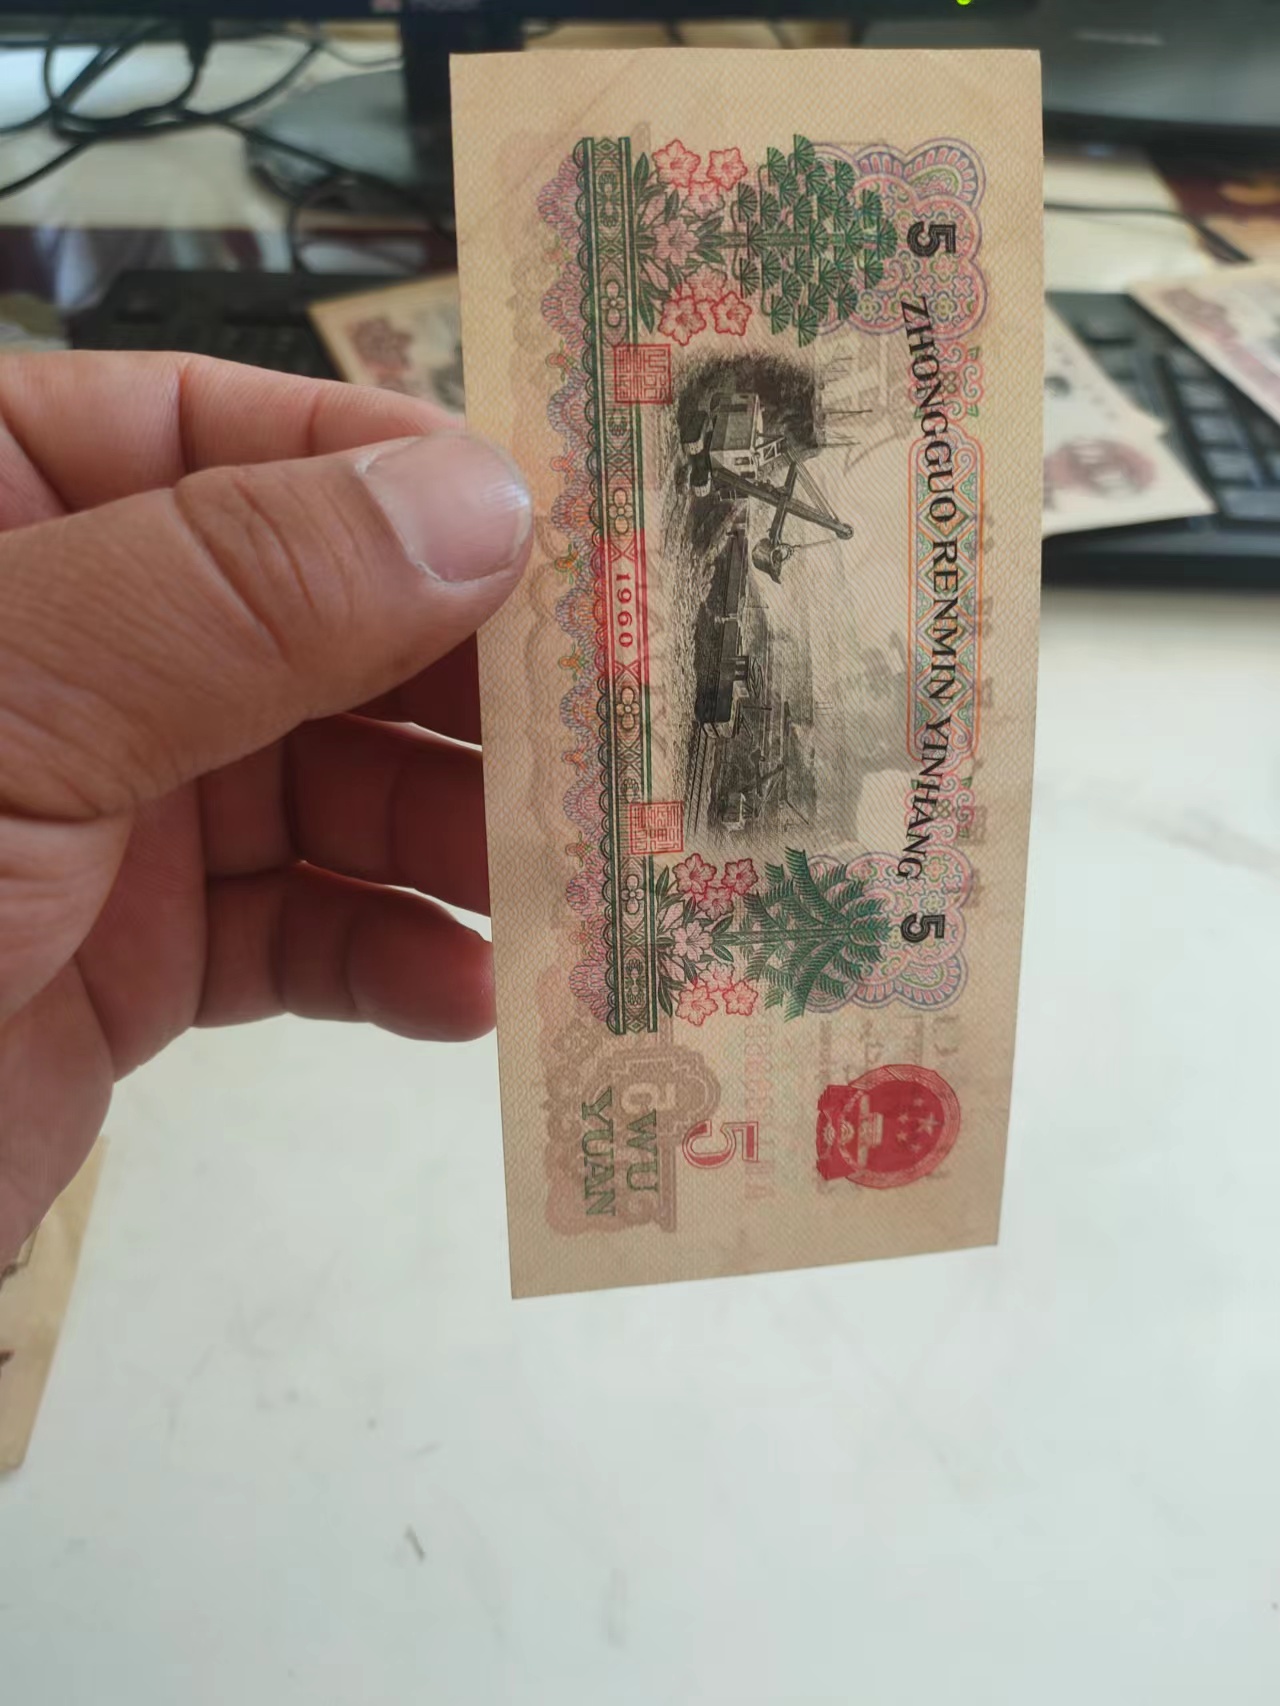 5 ZHONGGUO RENMIN YINHANG 5
5
1960
WU
YUAN